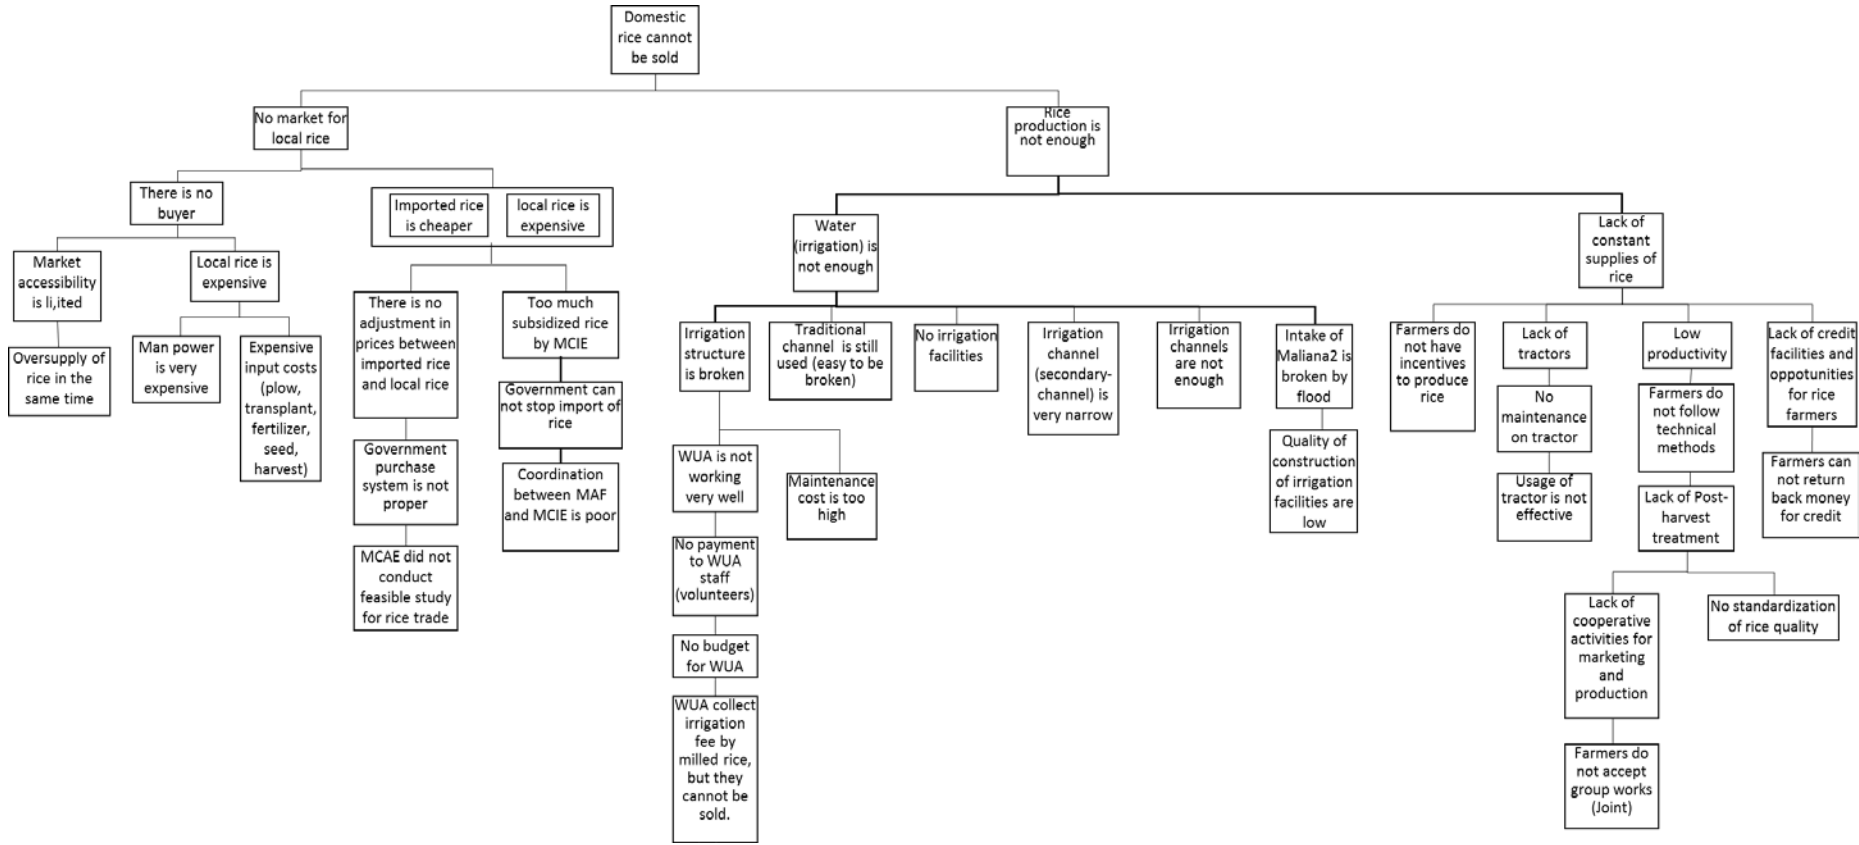 Domestic
rice cannot
be sold
No market for
local rice
Rice
production is
not enough
There is no
buyer
Imported rice
is cheaper
local rice is
expensive
Water
(irrigation) is
not enough
Lack of
constant
supplies of
rice
Market
accessibility
is li,ited
Local rice is
expensive
There is no
adjustment in
prices between
imported rice
and local rice
Too much
subsidized rice
by MCIE
Irrigation
structure
is broken
Traditional
channel is still
used (easy to be
broken)
No irrigation
facilities
Irrigation
channel
(secondary-
channel) is
very narrow
Irrigation
channels
are not
enough
Intake of
Maliana2 is
broken by
flood
Farmers do
not have
incentives
to produce
rice
Lack of
tractors
Low
productivity
Lack of credit
facilities and
oppotunities
for rice
farmers
Oversupply of
rice in the
same time
Man power
is very
expensive
Expensive
input costs
(plow,
transplant,
fertilizer,
seed,
harvest)
Government can
not stop import of
rice
No
maintenance
on tractor
Farmers do
not follow
technical
methods
Government
purchase
system is not
proper
Coordination
between MAF
and MCIE is poor
WUA is not
working
very well
Maintenance
cost is too
high
Quality of
construction
of irrigation
facilities are
low
Usage of
tractor is not
effective
Lack of Post-
harvest
treatment
Farmers can
not return
back money
for credit
MCAE did not
conduct
feasible study
for rice trade
No payment
to WUA
staff
(volunteers)
Lack of
cooperative
activities for
marketing
and
production
No standardization
of rice quality
No budget
for WUA
WUA collect
irrigation
fee by
milled rice,
but they
cannot be
sold.
Farmers do
not accept
group works
(Joint)